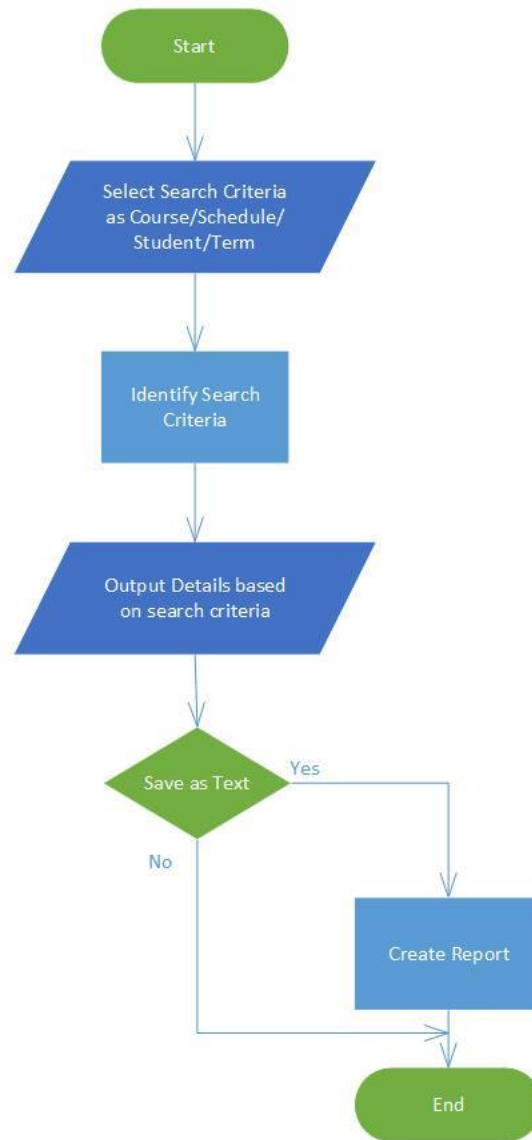 Start
Select Search Criteria
as Course/Schedule/
Student/Term
Identify Search
Criteria
Output Details based
on search criteria
Save as Text
Yes
No
Create Report
End